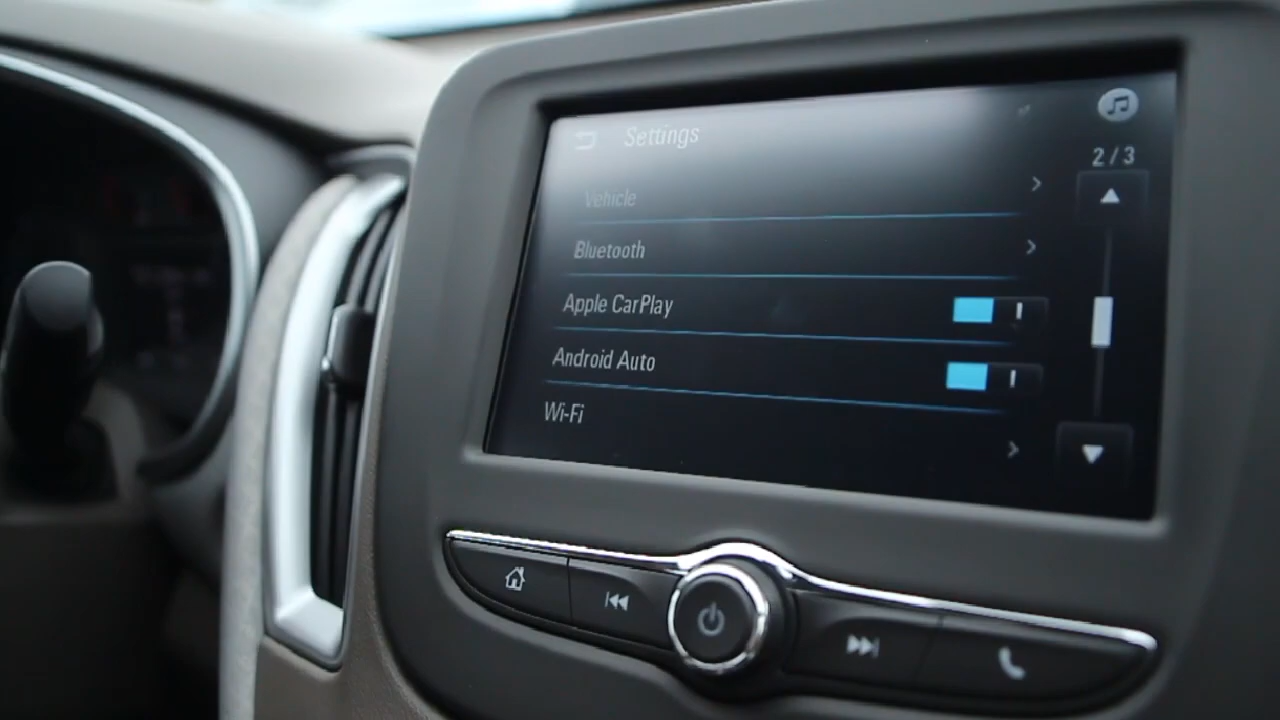 Settings
2/3
Vehicle
Bluetooth
Apple CarPlay
Android Auto
Wi-Fi